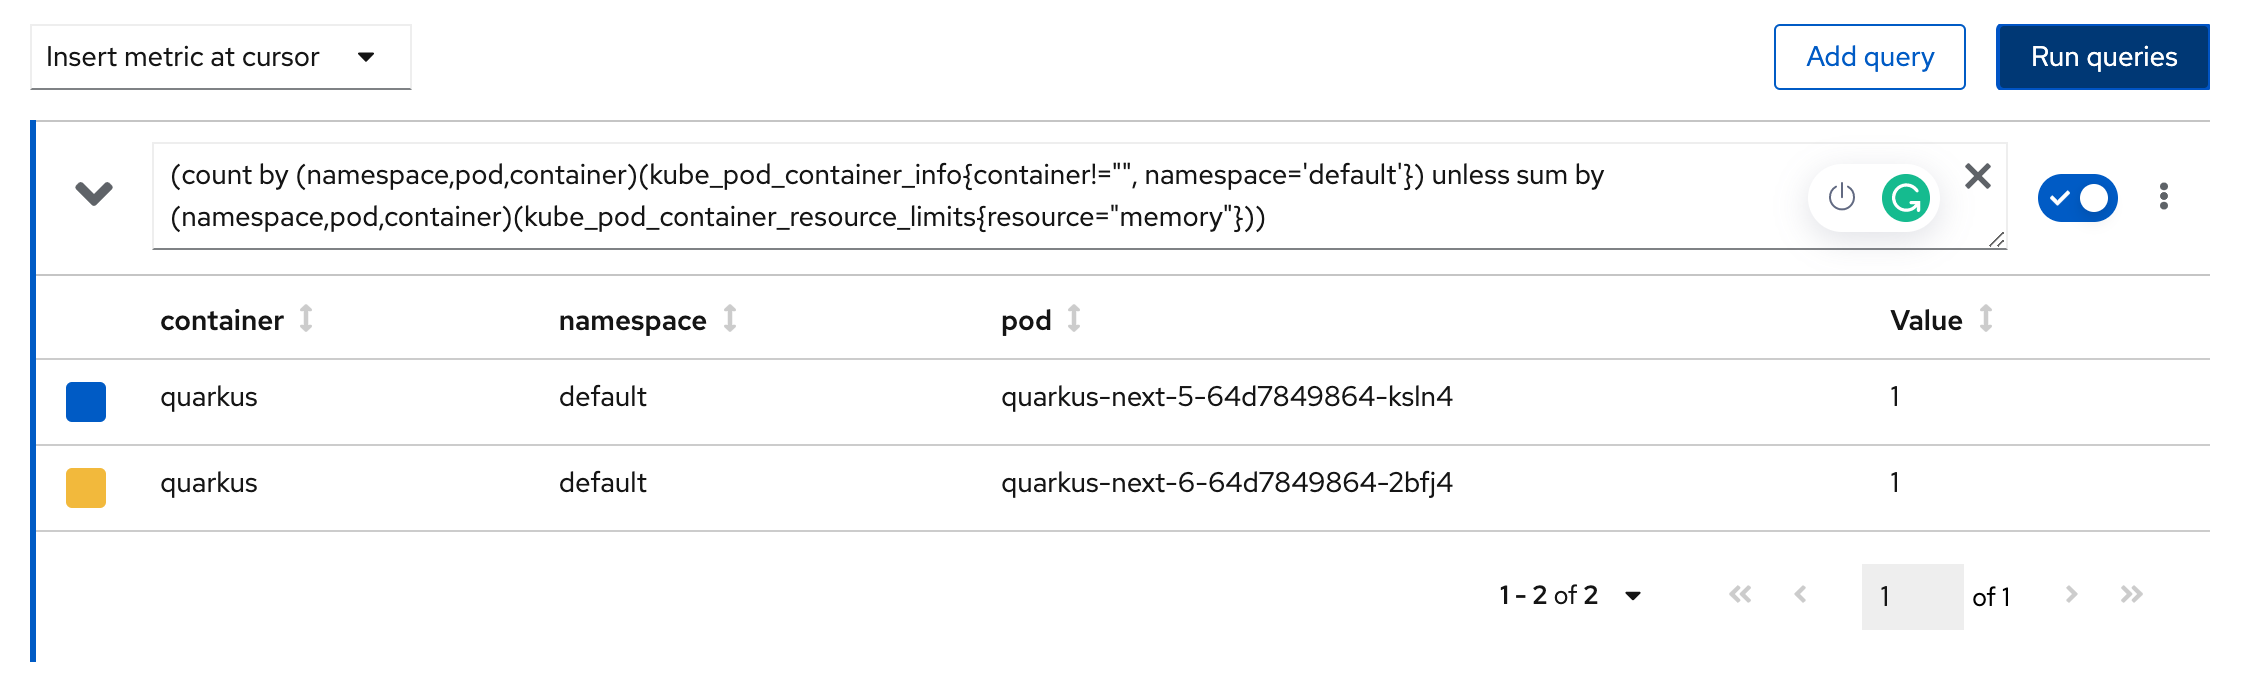 Insert metric at cursor
Add query
Run queries
(count by (namespace,pod,container)(kube_pod_container_info{container!="", namespace='default'}) unless sum by
(namespace,pod,container)(kube_pod_container_resource_limits{resource="memory"}))
container namespace pod Value
quarkus default quarkus-next-5-64d7849864-ksln4 1
quarkus default quarkus-next-6-64d7849864-2bfj4 1
1 - 2 of 2
1 of 1